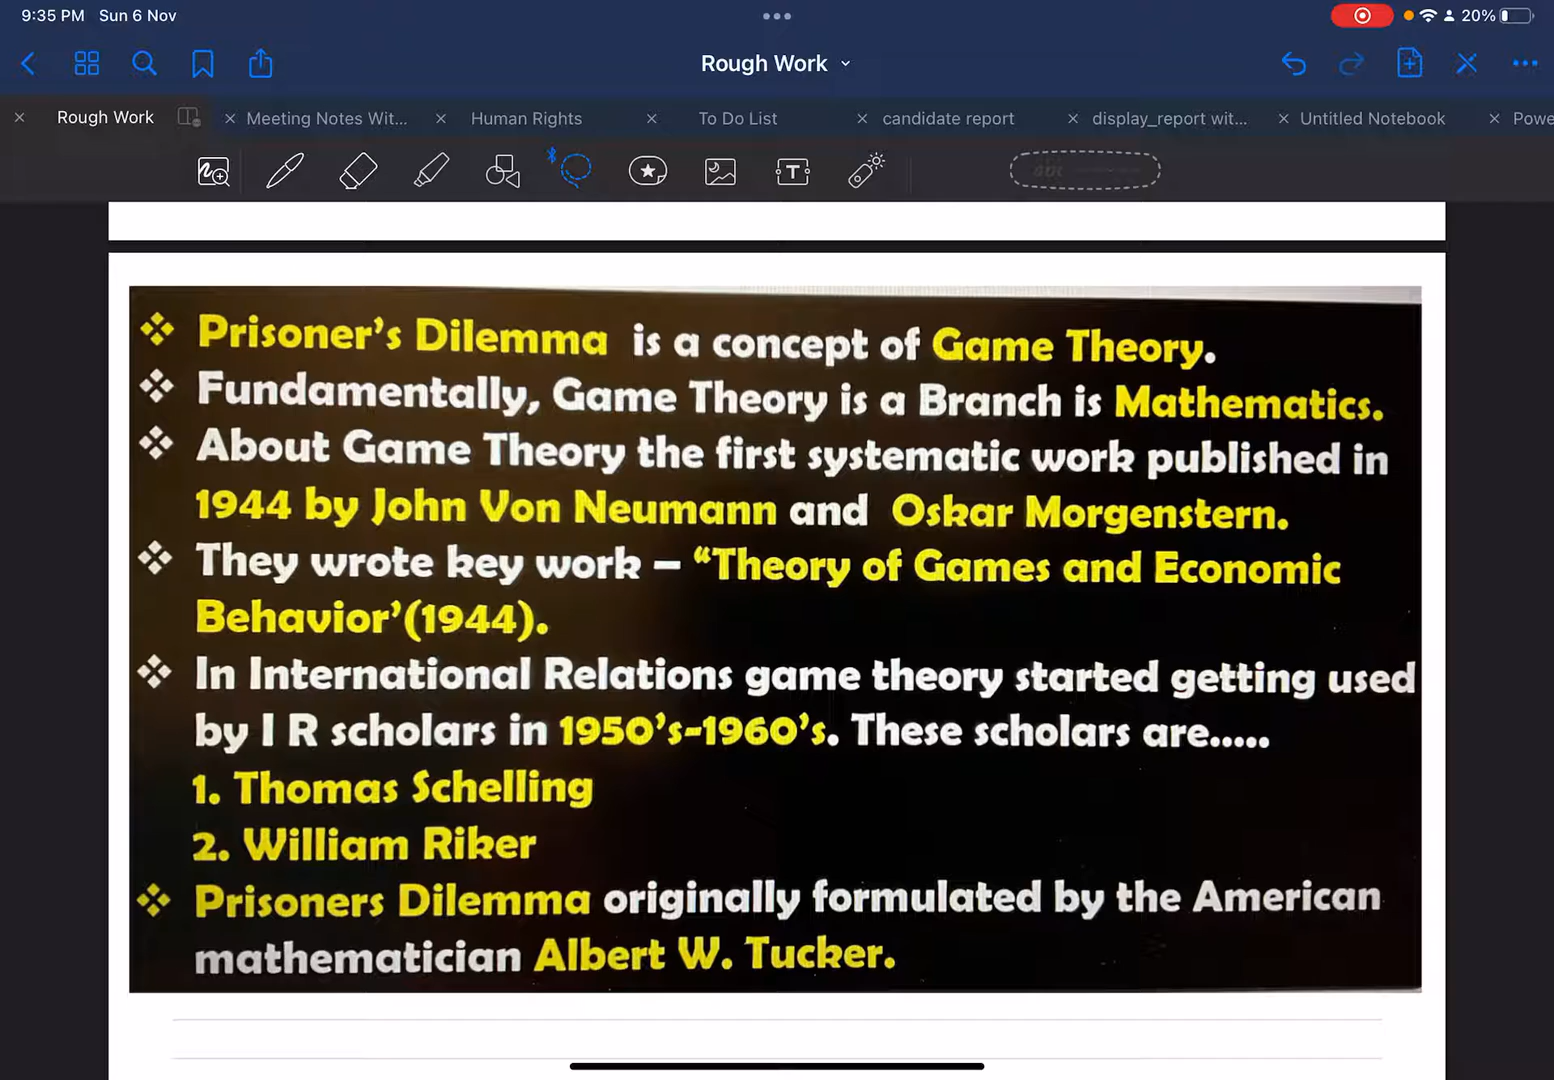 9:35 PM Sun 6 Nov
20%
Rough Work
Rough Work
Meeting Notes Wit...
Human Rights
To Do List
candidate report
display_report wit...
Untitled Notebook
Powe
T
Prisoner's Dilemma is a concept of Game Theory.
Fundamentally, Game Theory is a Branch is Mathematics.
About Game Theory the first systematic work published in
1944 by John Von Neumann and Oskar Morgenstern.
They wrote key work – “Theory of Games and Economic
Behavior’(1944).
In International Relations game theory started getting used
by I R scholars in 1950’s-1960’s. These scholars are.....
1. Thomas Schelling
2. William Riker
Prisoners Dilemma originally formulated by the American
mathematician Albert W. Tucker.